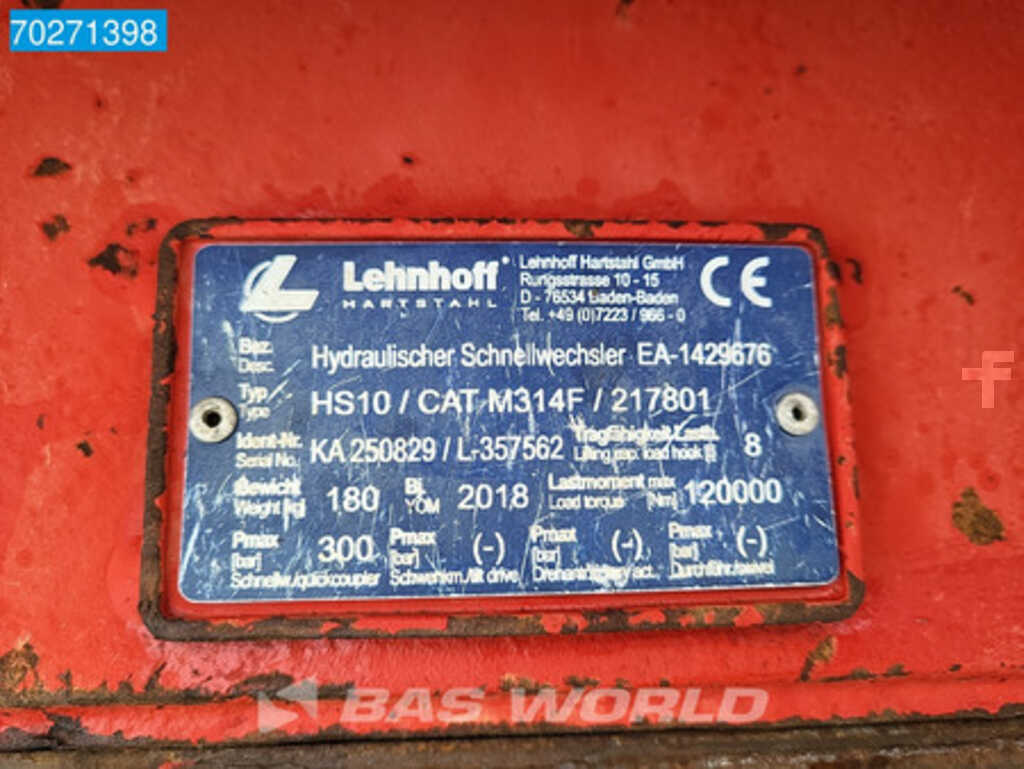 70271398
Lehnhoff
HARTSTAHL
Lehnhoff Hartstahl GmbH
Rungsstrasse 10 - 15
D - 76534 Baden-Baden
Tel. +49 (0)7223 / 966 - 0
CE
Bez.
Desc.
Hydraulischer Schnellwechsler EA-1429676
Typ
Type
HS10 / CAT M314F / 217801
Ident-Nr.
Serial No.:
KA 250829 / L-357562
Tragfähigkeit Lasth.
Lifting cap. load hook [t]
8
Gewicht
Weight [kg]
180
Bj.
YOM
2018
Lastmoment max
Load torque [Nm]
120000
Pmax
[bar]
300
Schnellw./quickcoupler
Pmax
[bar]
(-)
Schwenkm./tilt drive
Pmax
[bar]
(-)
Drehantr./rotary act.
Pmax
[bar]
(-)
Durchführ./swivel
f
BAS WORLD